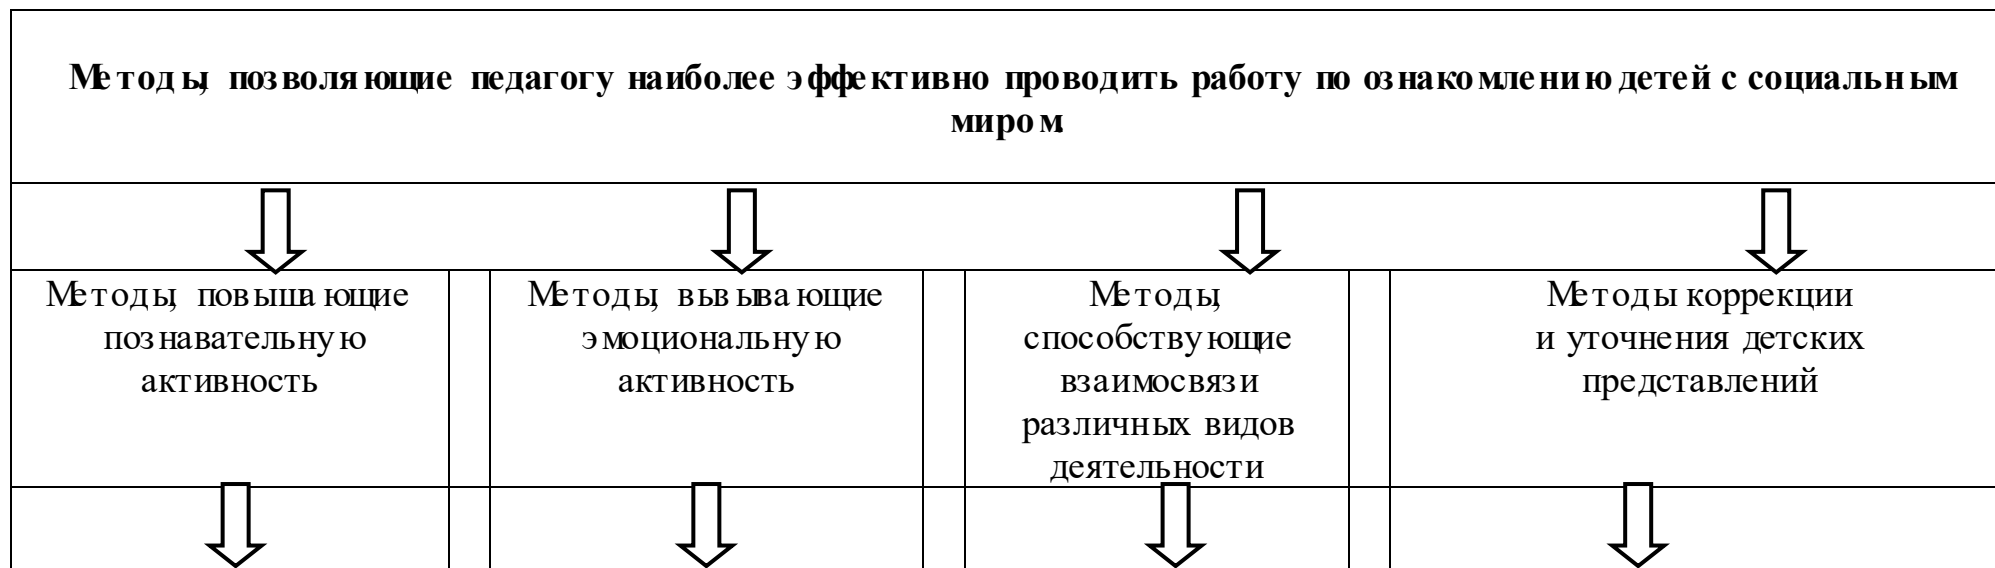 Методы, позволяющие педагогу наиболее эффективно проводить работу по ознакомлению детей с социальным
миром.
Методы, повышающие
познавательную
активность
Методы, вывывающие
эмоциональную
активность
Методы,
способствующие
взаимосвязи
различных видов
деятельности
Методы коррекции
и уточнения детских
представлений